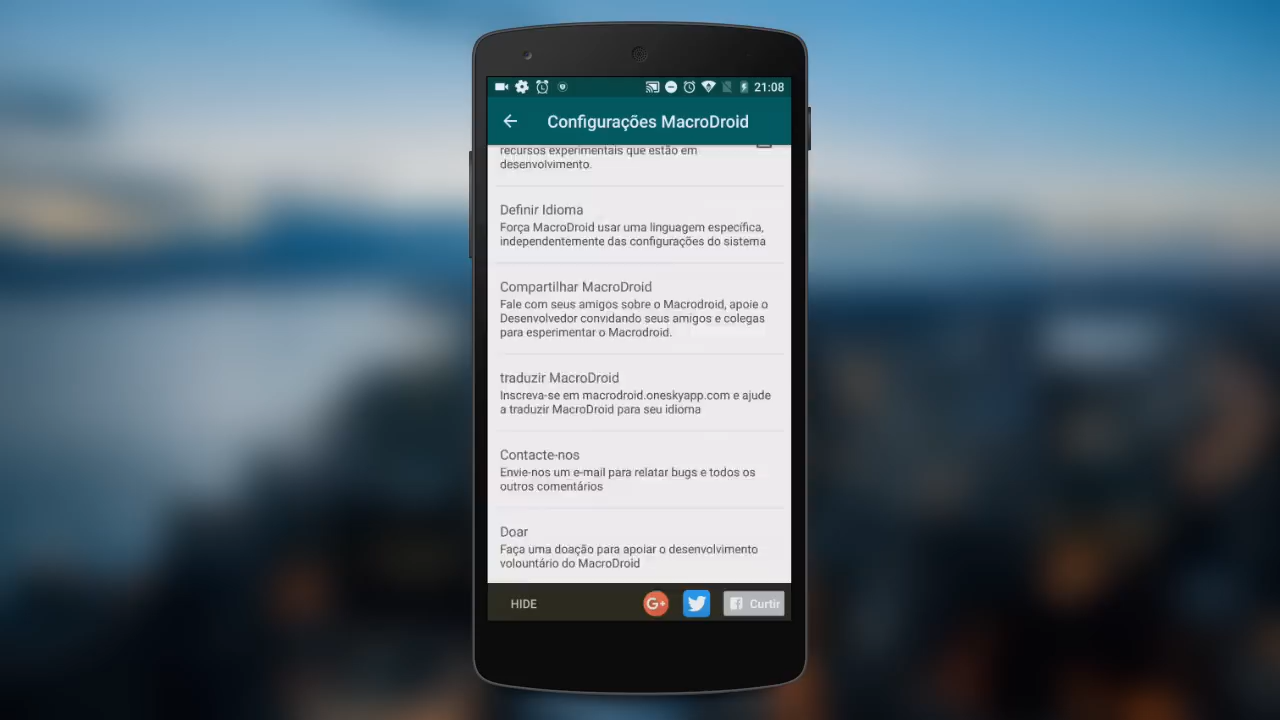 21:08
Configurações MacroDroid
recursos experimentais que estão em
desenvolvimento.
Definir Idioma
Força MacroDroid usar uma linguagem específica,
independentemente das configurações do sistema
Compartilhar MacroDroid
Fale com seus amigos sobre o Macrodroid, apoie o
Desenvolvedor convidando seus amigos e colegas
para esperimentar o Macrodroid.
traduzir MacroDroid
Inscreva-se em macrodroid.oneskyapp.com e ajude
a traduzir MacroDroid para seu idioma
Contacte-nos
Envie-nos um e-mail para relatar bugs e todos os
outros comentários
Doar
Faça uma doação para apoiar o desenvolvimento
volountário do MacroDroid
HIDE G+ Curtir